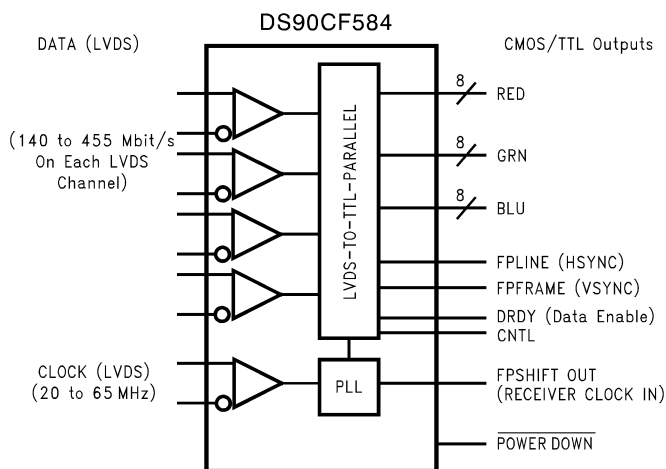 DS90CF584
DATA (LVDS)
CMOS/TTL Outputs
(140 to 455 Mbit/s
On Each LVDS
Channel)
LVDS-TO-TTL-PARALLEL
8
RED
8
GRN
8
BLU
FPLINE (HSYNC)
FPFRAME (VSYNC)
DRDY (Data Enable)
CNTL
CLOCK (LVDS)
(20 to 65 MHz)
PLL
FPSHIFT OUT
(RECEIVER CLOCK IN)
POWER DOWN